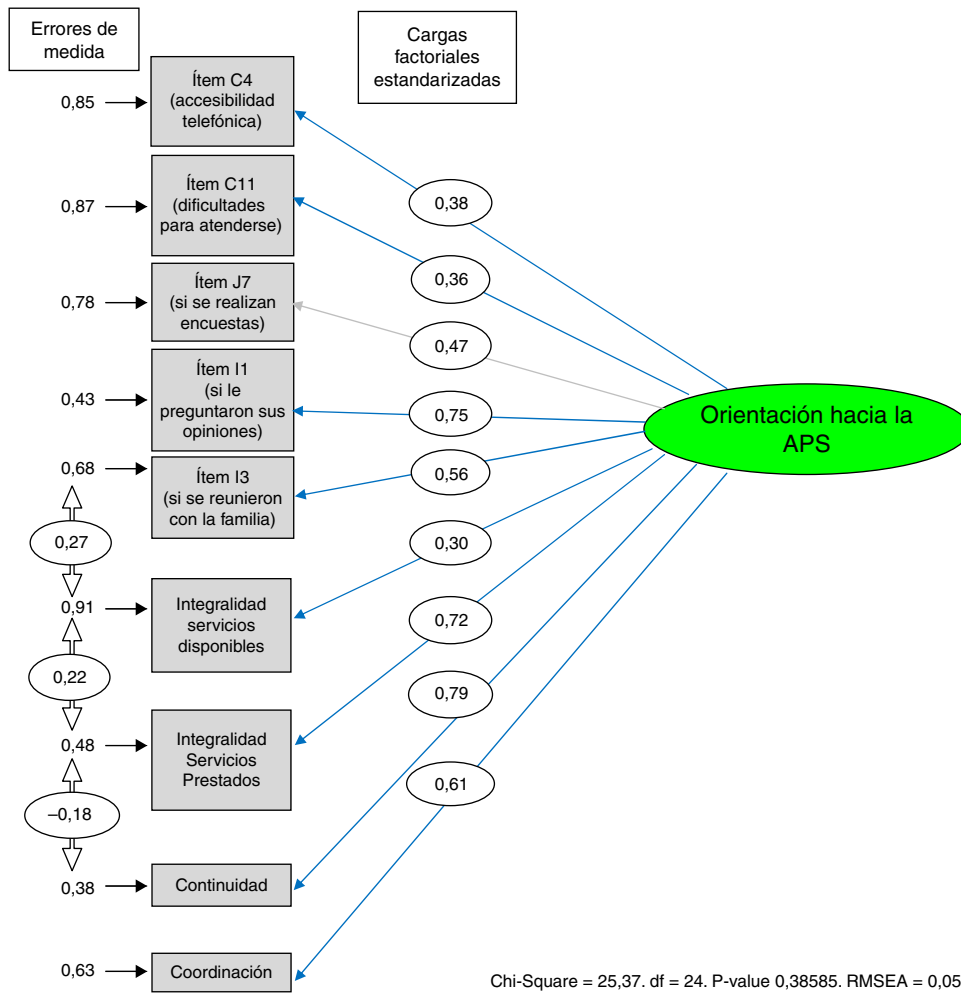 Errores de
medida
Cargas
factoriales
estandarizadas
0,85
Ítem C4
(accesibilidad
telefónica)
0,38
0,87
Ítem C11
(dificultades
para atenderse)
0,36
0,78
Ítem J7
(si se realizan
encuestas)
0,47
0,43
Ítem I1
(si le
preguntaron sus
opiniones)
0,75
Orientación hacia la
APS
0,68
Ítem I3
(si se reunieron
con la familia)
0,56
0,27
0,30
0,91
Integralidad
servicios
disponibles
0,72
0,22
0,79
0,48
Integralidad
Servicios
Prestados
0,61
–0,18
0,38
Continuidad
0,63
Coordinación
Chi-Square = 25,37. df = 24. P-value 0,38585. RMSEA = 0,05